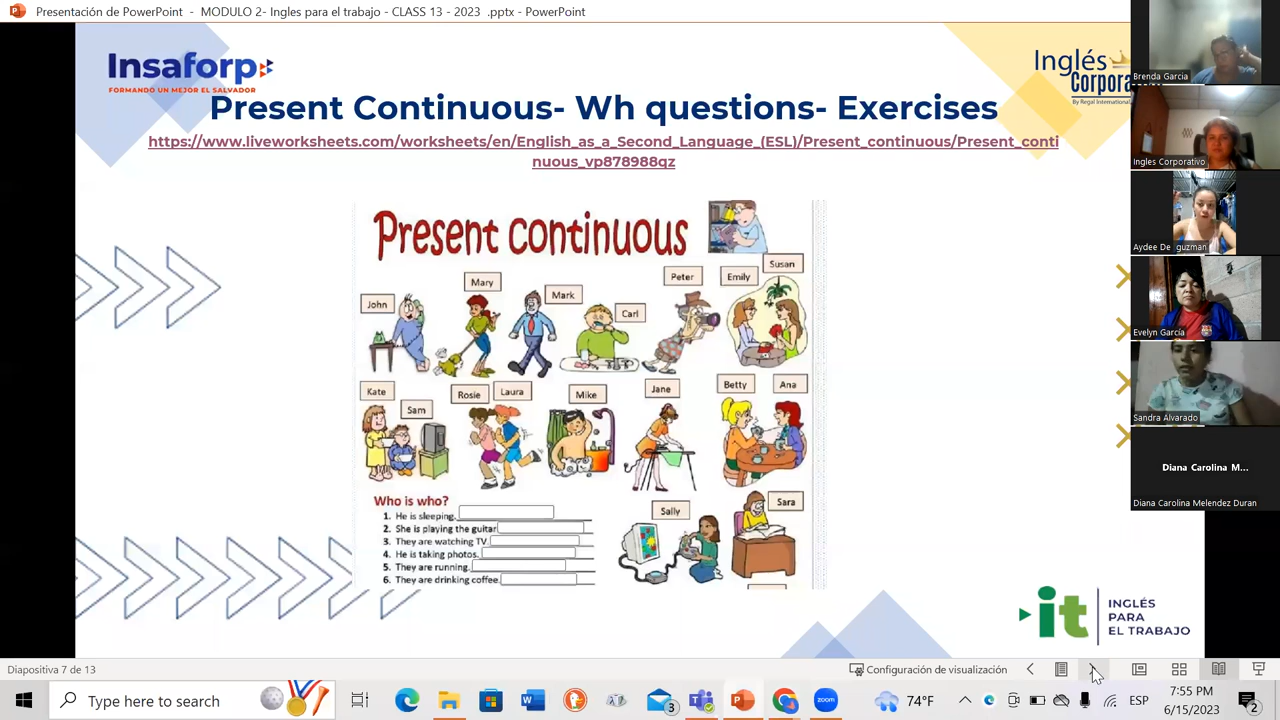 Presentación de PowerPoint - MODULO 2- Ingles para el trabajo - CLASS 13 - 2023 .pptx - PowerPoint
Insaforp
FORMANDO UN MEJOR EL SALVADOR
Inglés
Corpora
By Regal International
Present Continuous- Wh questions- Exercises
https://www.liveworksheets.com/worksheets/en/English_as_a_Second_Language_(ESL)/Present_continuous/Present_conti
nuous_vp878988qz
Present continuous
John
Mary
Mark
Carl
Peter
Emily
Susan
Kate
Sam
Rosie
Laura
Mike
Jane
Betty
Ana
Who is who?
1. He is sleeping.
2. She is playing the guitar
3. They are watching TV.
4. He is taking photos.
5. They are running.
6. They are drinking coffee.
Sally
Sara
it
INGLÉS
PARA
EL TRABAJO
Brenda Garcia
Ingles Corporativo
Aydee De guzman
Evelyn García
Sandra Alvarado
Diana Carolina M...
Diana Carolina Melendez Duran
Diapositiva 7 de 13
Configuración de visualización
Type here to search
3
74°F
ESP
7:55 PM
6/15/2023
2